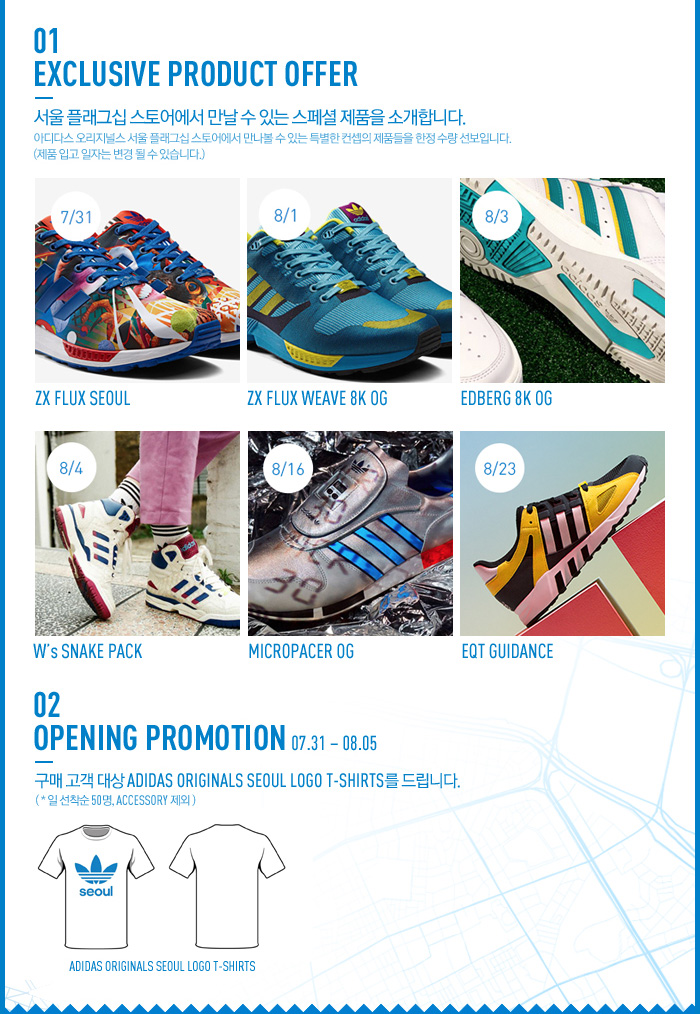 01
EXCLUSIVE PRODUCT OFFER
서울 플래그십 스토어에서 만날 수 있는 스페셜 제품을 소개합니다.
아디다스 오리지널스 서울 플래그십 스토어에서 만나볼 수 있는 특별한 컨셉의 제품들을 한정 수량 선보입니다.
(제품 입고 일자는 변경 될 수 있습니다.)
7/31
8/1
adidas
8/3
ZX FLUX SEOUL
ZX FLUX WEAVE 8K OG
EDBERG 8K OG
8/4
8/16
8/23
W's SNAKE PACK
MICROPACER OG
EQT GUIDANCE
02
OPENING PROMOTION 07.31 – 08.05
구매 고객 대상 ADIDAS ORIGINALS SEOUL LOGO T-SHIRTS를 드립니다.
( * 일 선착순 50명, ACCESSORY 제외 )
seoul
ADIDAS ORIGINALS SEOUL LOGO T-SHIRTS